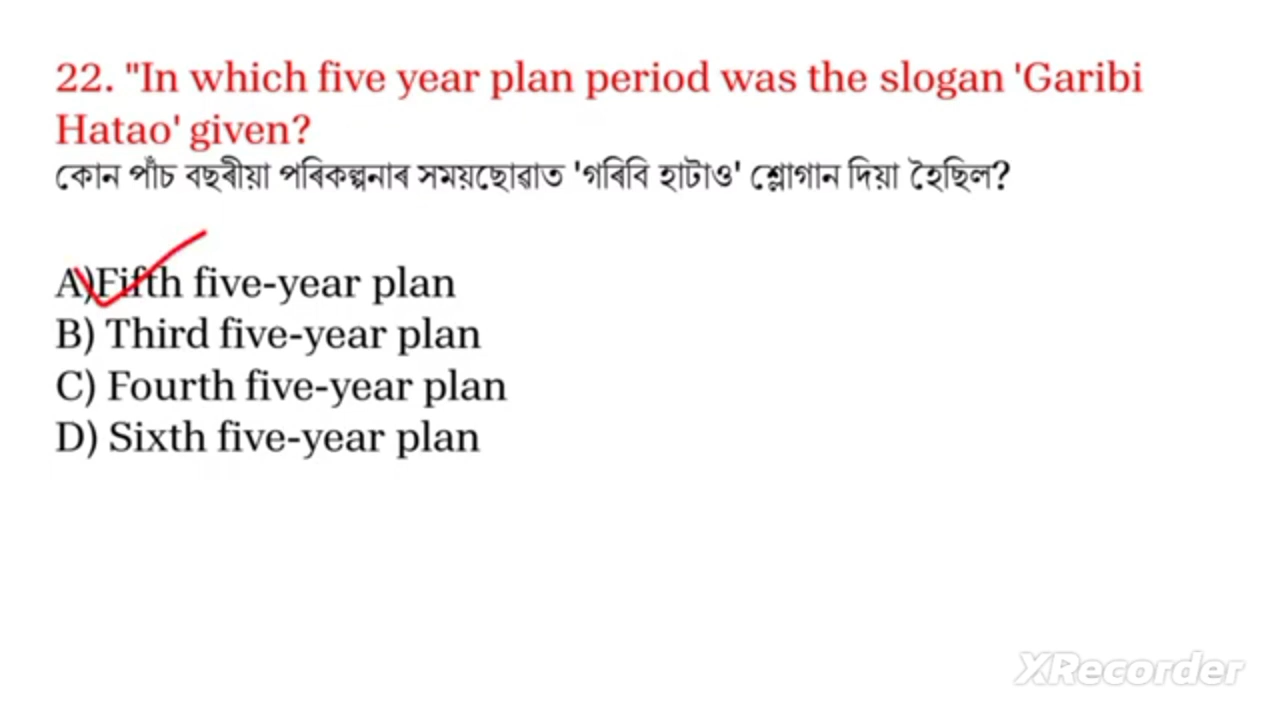 22. "In which five year plan period was the slogan 'Garibi
Hatao' given?
কোন পাঁচ বছৰীয়া পৰিকল্পনাৰ সময়ছোৱাত 'গৰিবি হাটাও' শ্লোগান দিয়া হৈছিল?
A)Fifth five-year plan
B) Third five-year plan
C) Fourth five-year plan
D) Sixth five-year plan
XRecorder